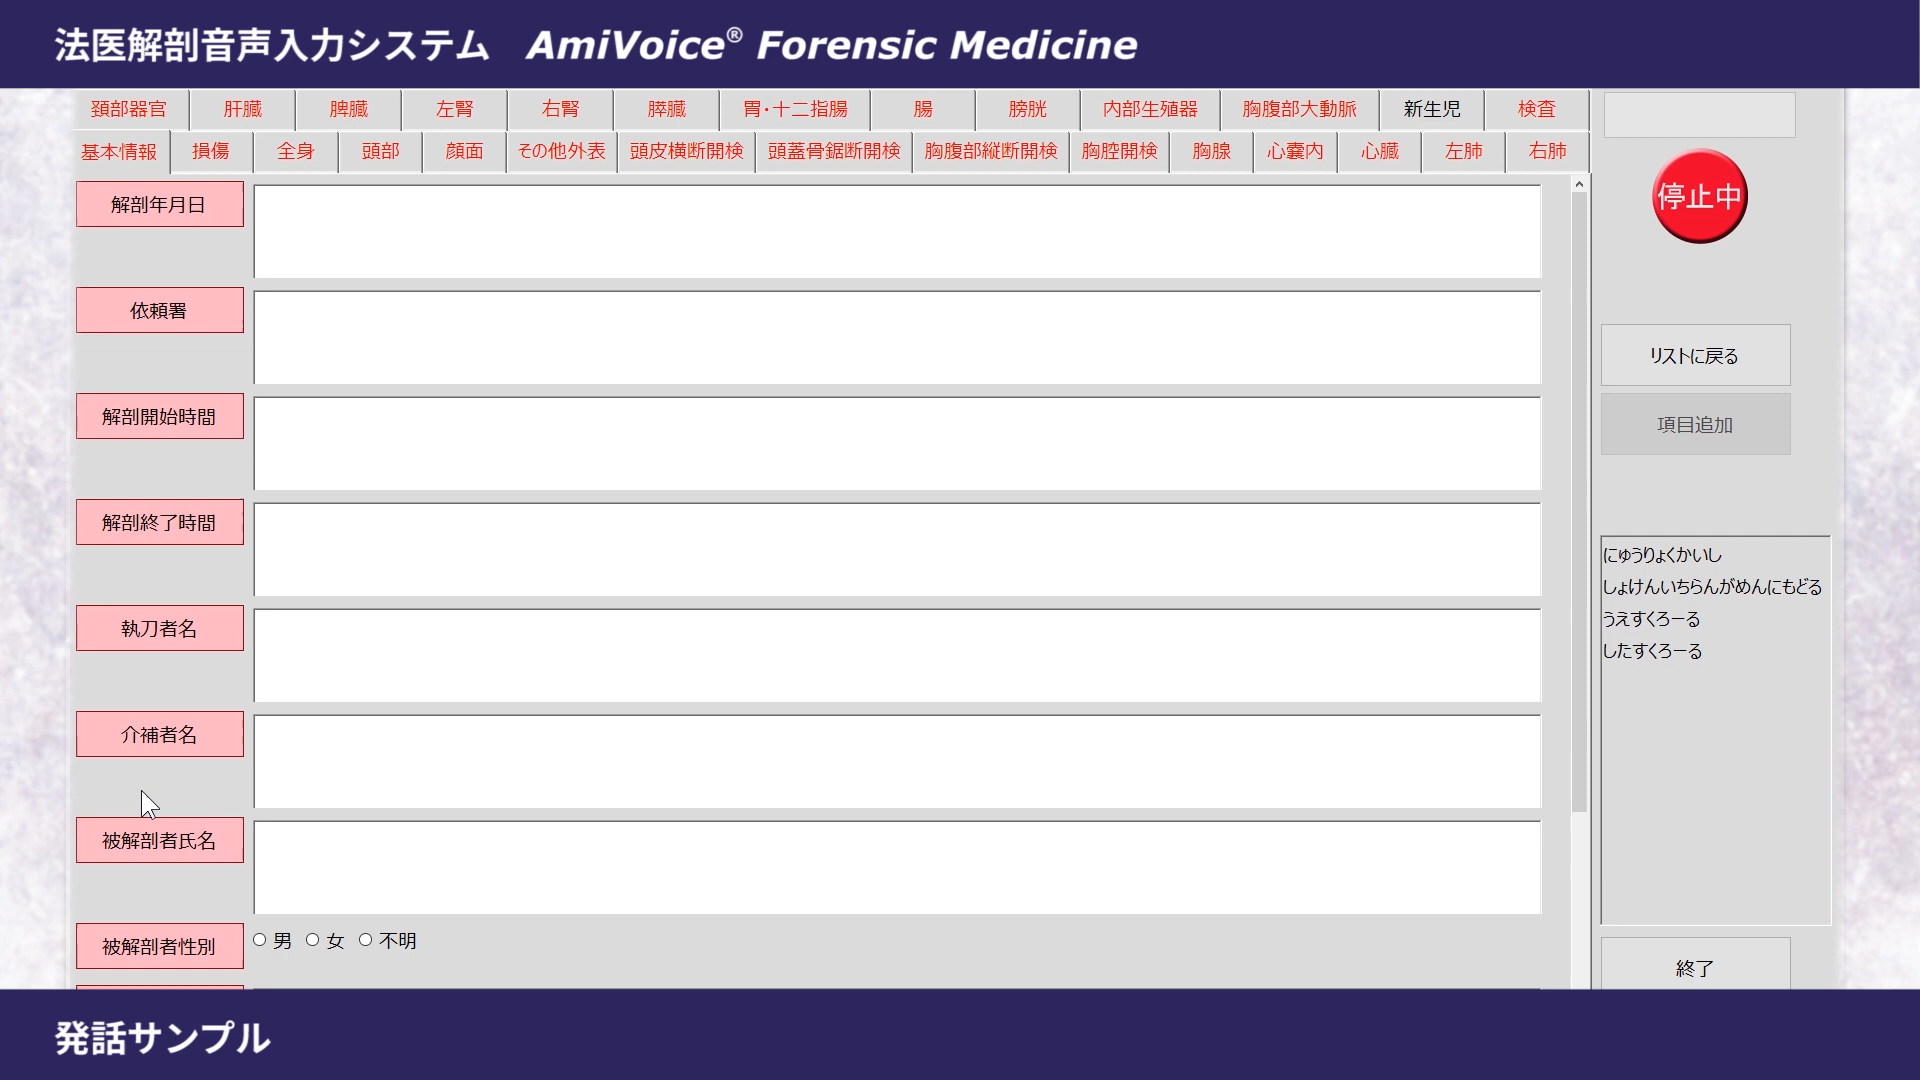 法医解剖音声入力システム AmiVoice® Forensic Medicine
頚部器官 肝臓 脾臓 左腎 右腎 膵臓 胃・十二指腸 腸 膀胱 内部生殖器 胸腹部大動脈 新生児 検査
基本情報 損傷 全身 頭部 顔面 その他外表 頭皮横断開検 頭蓋骨鋸断開検 胸腹部縦断開検 胸腔開検 胸腺 心嚢内 心臓 左肺 右肺
解剖年月日
依頼署
解剖開始時間
解剖終了時間
執刀者名
介補者名
被解剖者氏名
被解剖者性別 男 女 不明
停止中
リストに戻る
項目追加
にゅうりょくかいし
しょけんいちらんがめんにもどる
うえすくろーる
したすくろーる
終了
発話サンプル